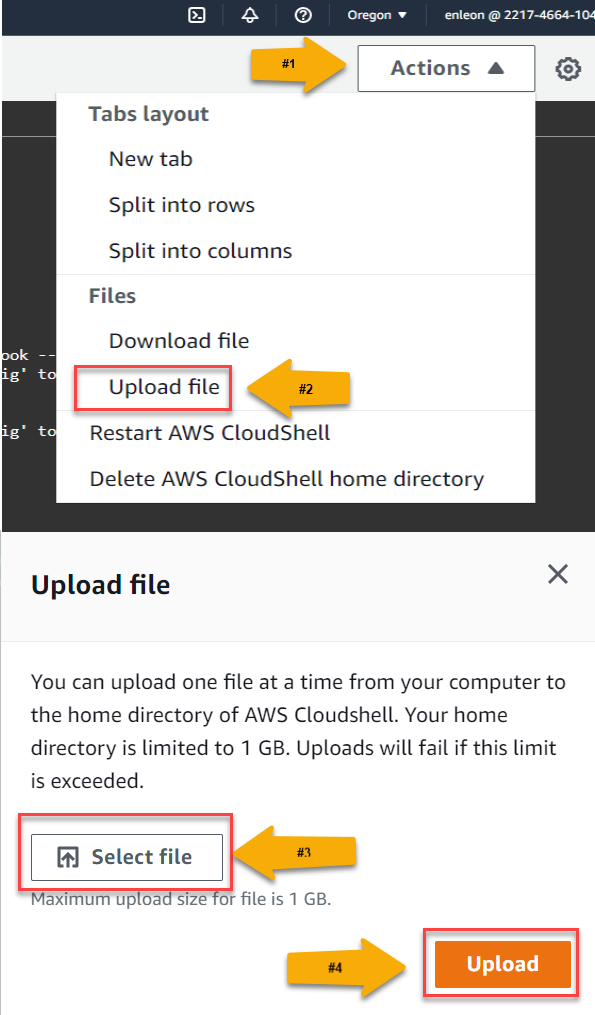 Oregon ▼ enleon @ 2217-4664-104
#1
Actions ▲
Tabs layout
New tab
Split into rows
Split into columns
Files
Download file
ook --
Upload file
ig' to
#2
Restart AWS CloudShell
ig' to
Delete AWS CloudShell home directory
Upload file
You can upload one file at a time from your computer to
the home directory of AWS Cloudshell. Your home
directory is limited to 1 GB. Uploads will fail if this limit
is exceeded.
Select file
#3
Maximum upload size for file is 1 GB.
#4
Upload